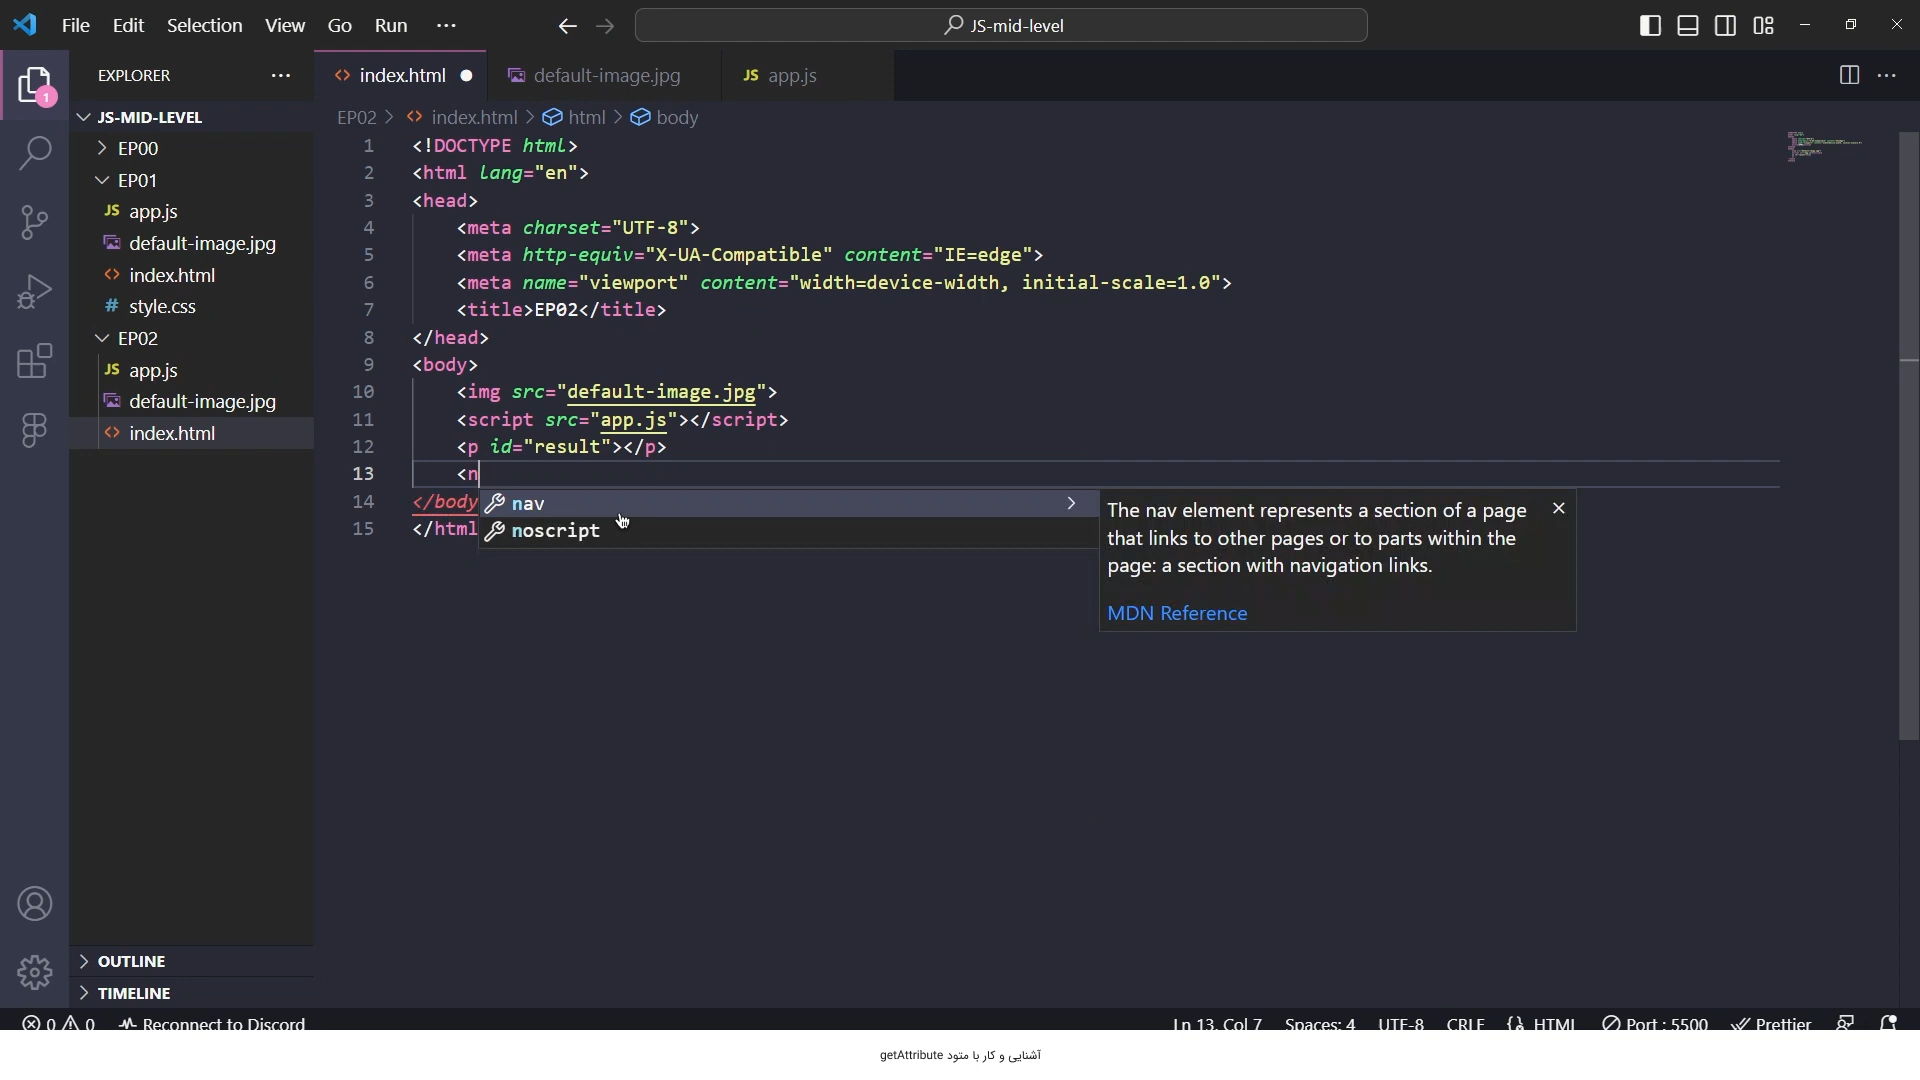 File Edit Selection View Go Run ···
JS-mid-level
EXPLORER ···
1
JS-MID-LEVEL
EP00
EP01
JS app.js
default-image.jpg
<> index.html
# style.css
EP02
JS app.js
default-image.jpg
<> index.html
OUTLINE
TIMELINE
<> index.html ●
default-image.jpg
JS app.js
EP02 > <> index.html > html > body
1 <!DOCTYPE html>
2 <html lang="en">
3 <head>
4 <meta charset="UTF-8">
5 <meta http-equiv="X-UA-Compatible" content="IE=edge">
6 <meta name="viewport" content="width=device-width, initial-scale=1.0">
7 <title>EP02</title>
8 </head>
9 <body>
10 <img src="default-image.jpg">
11 <script src="app.js"></script>
12 <p id="result"></p>
13 <n
14 </body
15 </html
nav
noscript
The nav element represents a section of a page
that links to other pages or to parts within the
page: a section with navigation links.
MDN Reference
0 0 Reconnect to Discord
Ln 13, Col 7 Spaces: 4 UTF-8 CRLF {} HTML Port : 5500 Prettier
آشنایی و کار با متود getAttribute